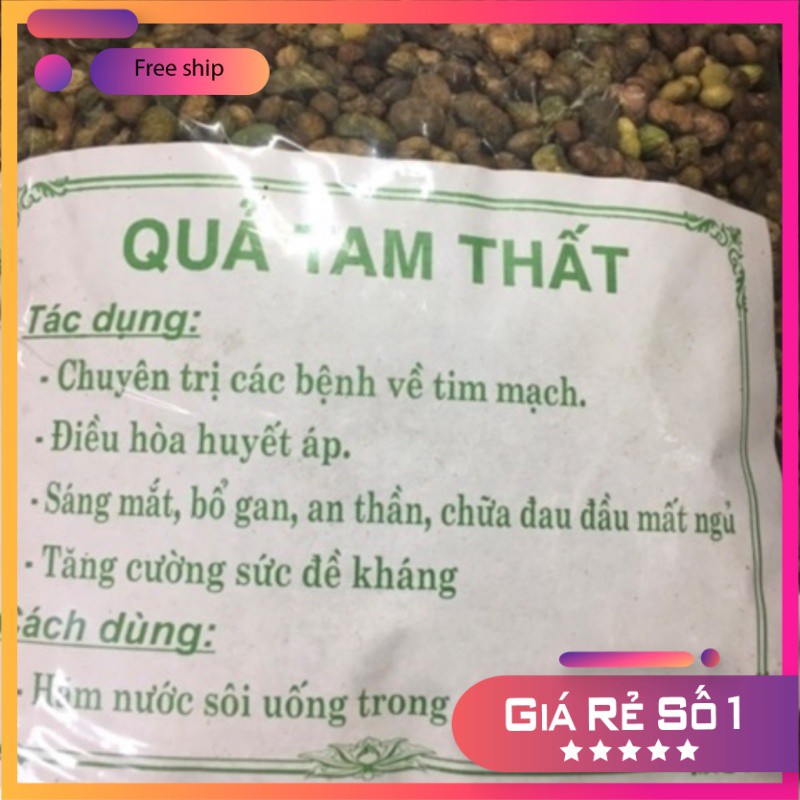 Free ship
QUẢ TAM THẤT
Tác dụng:
- Chuyên trị các bệnh về tim mạch.
- Điều hòa huyết áp.
- Sáng mắt, bổ gan, an thần, chữa đau đầu mất ngủ
- Tăng cường sức đề kháng
Cách dùng:
- Hãm nước sôi uống trong
GIÁ RẺ SỐ 1